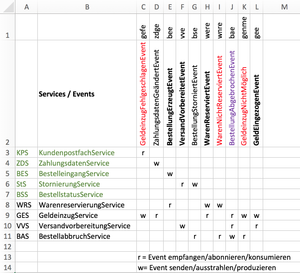 A B C D E F G H I J K L M
1 gefe zdge bee vve bse were wnre bae genme gee
2 Services / Events GeldeinzugFehlgeschlagenEvent ZahlungsdatenGeändertEvent BestellungErzeugtEvent VersandVorbereitetEvent BestellungStorniertEvent WarenReserviertEvent WarenNichtReserviertEvent BestellungAbgebrochenEvent GeldeinzugNichtMöglich GeldEingezogenEvent
3 KPS KundenpostfachService r
4 ZDS ZahlungsdatenService w
5 BES BestelleingangService w
6 StS StornierungService r w
7 BSS BestellstatusService
8 WRS WarenreservierungService r w w
9 GES GeldeinzugService w r r r w w
10 VVS VersandvorbereitungService w r r
11 BAS BestellabbruchService r r w r
12
13 r = Event empfangen/abonnieren/konsumieren
14 w= Event senden/ausstrahlen/produzieren